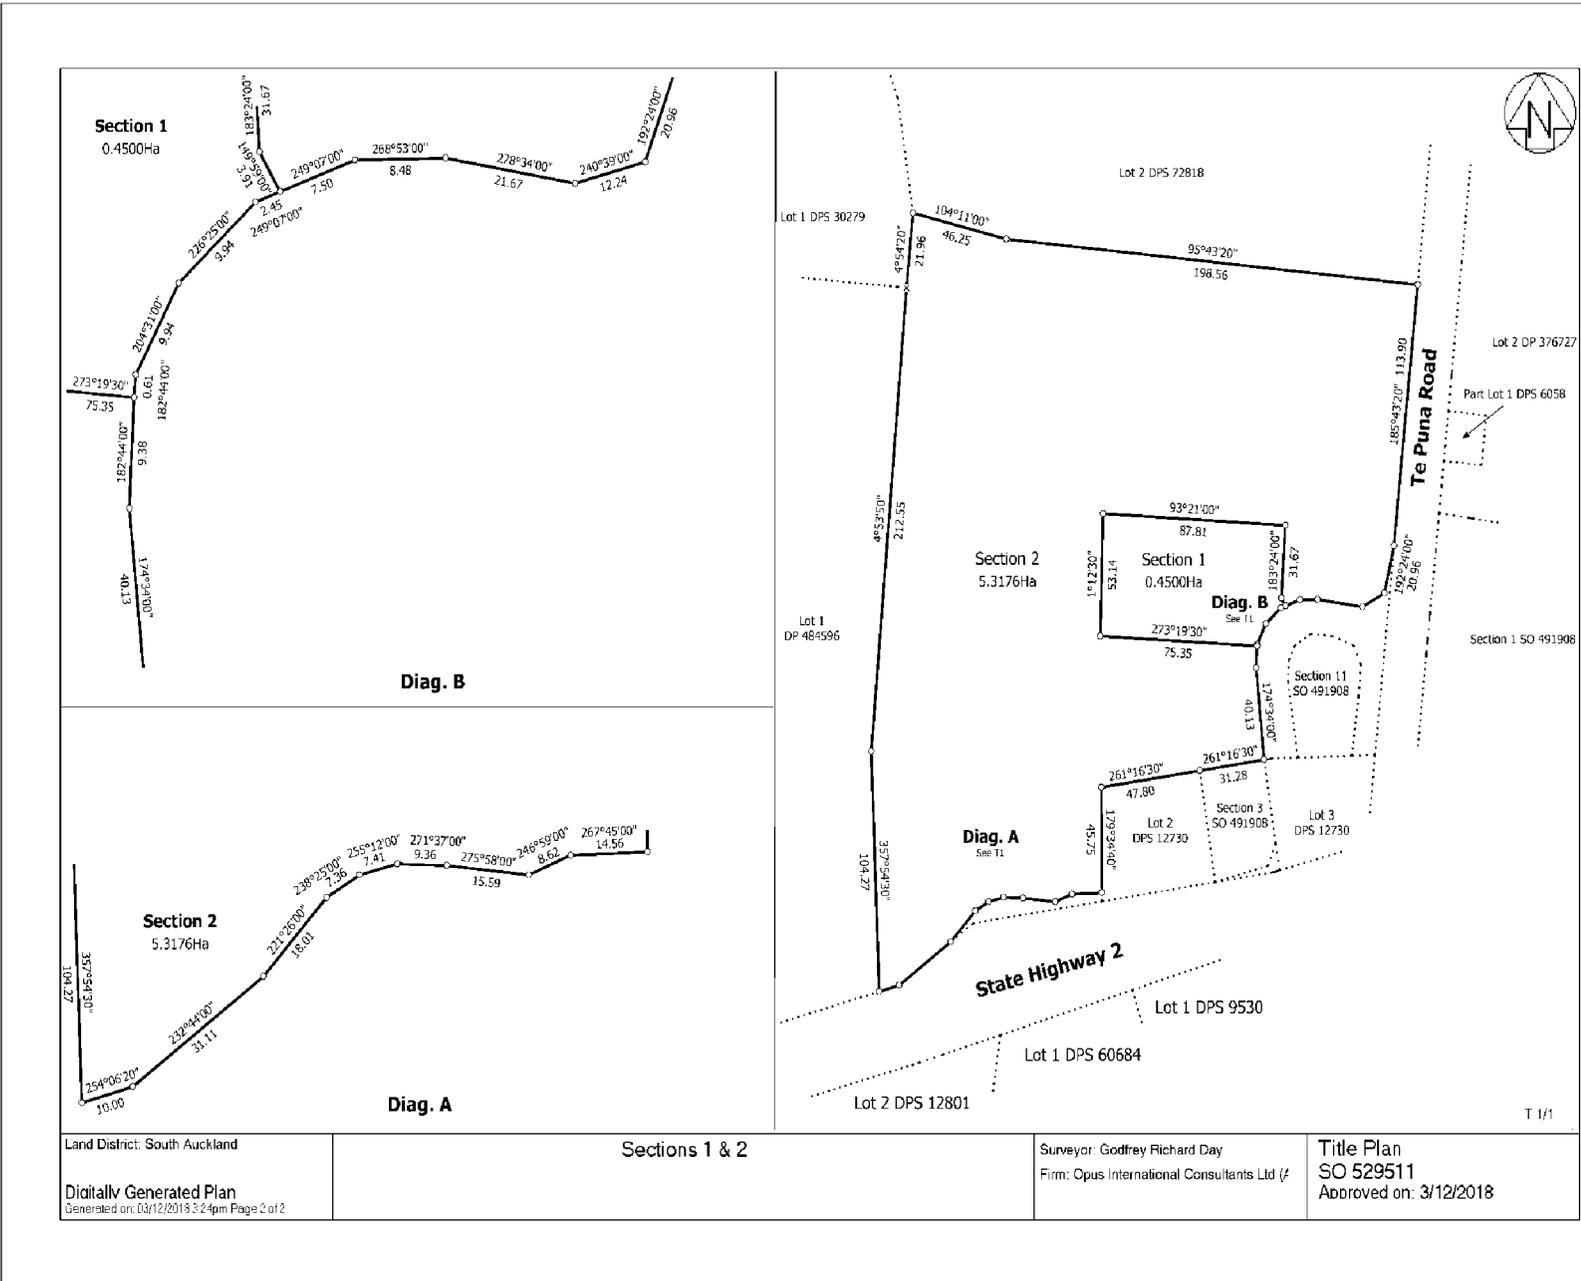 Section 1
0.4500Ha
183°24'00"
31.67
149°59'00"
3.91
249°07'00"
7.50
268°53'00"
8.48
278°34'00"
21.67
240°39'00"
12.24
192°24'00"
20.96
2.45
249°07'00"
226°25'00"
9.94
204°31'00"
9.94
273°19'30"
75.35
0.61
182°44'00"
182°44'00"
9.38
174°34'00"
40.13
Diag. B
357°54'30"
104.27
Section 2
5.3176Ha
254°06'20"
10.00
232°44'00"
31.11
221°26'00"
18.01
238°25'00"
7.36
255°12'00"
7.41
271°37'00"
9.36
275°58'00"
15.59
246°59'00"
8.62
267°45'00"
14.56
Diag. A
N
Lot 2 DPS 72818
Lot 1 DPS 30279
104°11'00"
46.25
4°54'20"
21.96
95°43'20"
198.56
Lot 2 DP 376727
185°43'20" 113.90
Te Puna Road
Part Lot 1 DPS 6058
4°53'50"
212.55
93°21'00"
87.81
Section 2
5.3176Ha
Section 1
0.4500Ha
1°12'30"
53.14
183°24'00"
31.67
192°24'00"
20.96
Diag. B
See T1
273°19'30"
75.35
Lot 1
DP 484596
Section 1 SO 491908
Section 11
SO 491908
174°34'00"
40.13
261°16'30"
47.80
261°16'30"
31.28
Section 3
SO 491908
Lot 2
DPS 12730
Lot 3
DPS 12730
179°34'40"
45.75
Diag. A
See T1
357°54'30"
104.27
State Highway 2
Lot 1 DPS 9530
Lot 1 DPS 60684
Lot 2 DPS 12801
T 1/1
Land District: South Auckland
Digitally Generated Plan
Generated on: 03/12/2018 3:24pm Page 2 of 2
Sections 1 & 2
Surveyor: Godfrey Richard Day
Firm: Opus International Consultants Ltd (A
Title Plan
SO 529511
Approved on: 3/12/2018